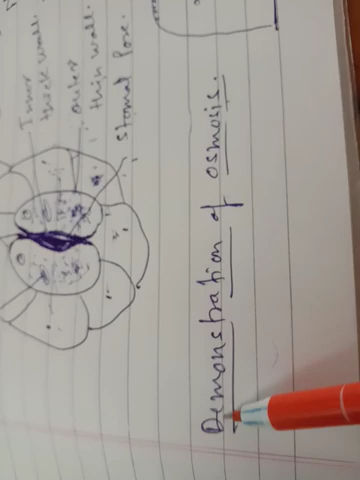 Inner
thick wall.
outer
thin wall.
stomal pore.
Demonstration of osmosis.